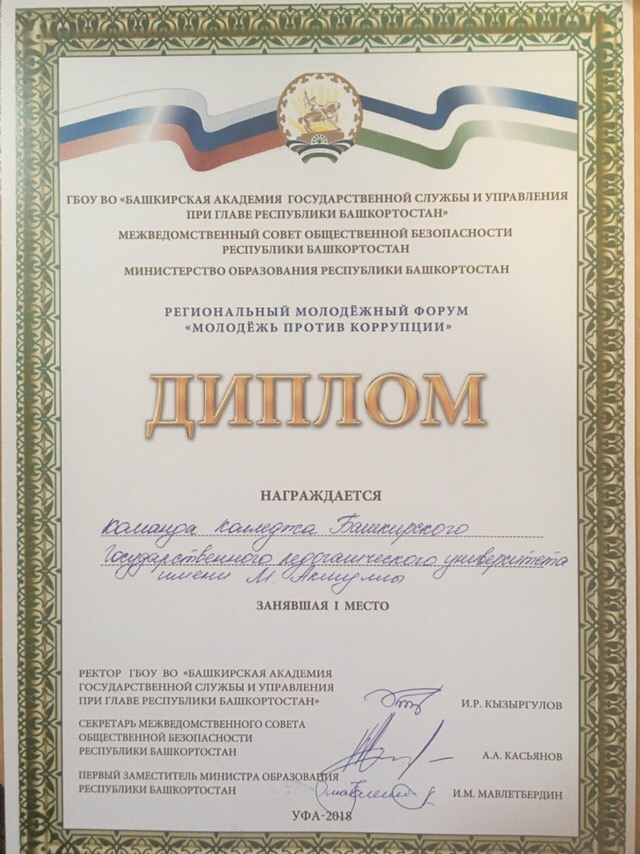 ГБОУ ВО «БАШКИРСКАЯ АКАДЕМИЯ ГОСУДАРСТВЕННОЙ СЛУЖБЫ И УПРАВЛЕНИЯ
ПРИ ГЛАВЕ РЕСПУБЛИКИ БАШКОРТОСТАН»
МЕЖВЕДОМСТВЕННЫЙ СОВЕТ ОБЩЕСТВЕННОЙ БЕЗОПАСНОСТИ
РЕСПУБЛИКИ БАШКОРТОСТАН
МИНИСТЕРСТВО ОБРАЗОВАНИЯ РЕСПУБЛИКИ БАШКОРТОСТАН
РЕГИОНАЛЬНЫЙ МОЛОДЁЖНЫЙ ФОРУМ
«МОЛОДЁЖЬ ПРОТИВ КОРРУПЦИИ»
ДИПЛОМ
НАГРАЖДАЕТСЯ
команда колледжа Башкирского
Государственного педагогического университета
имени М Акмуллы
ЗАНЯВШАЯ I МЕСТО
РЕКТОР ГБОУ ВО «БАШКИРСКАЯ АКАДЕМИЯ
ГОСУДАРСТВЕННОЙ СЛУЖБЫ И УПРАВЛЕНИЯ
ПРИ ГЛАВЕ РЕСПУБЛИКИ БАШКОРТОСТАН»
И.Р. КЫЗЫРГУЛОВ
СЕКРЕТАРЬ МЕЖВЕДОМСТВЕННОГО СОВЕТА
ОБЩЕСТВЕННОЙ БЕЗОПАСНОСТИ
РЕСПУБЛИКИ БАШКОРТОСТАН
А.А. КАСЬЯНОВ
ПЕРВЫЙ ЗАМЕСТИТЕЛЬ МИНИСТРА ОБРАЗОВАНИЯ
РЕСПУБЛИКИ БАШКОРТОСТАН
И.М. МАВЛЕТБЕРДИН
УФА-2018